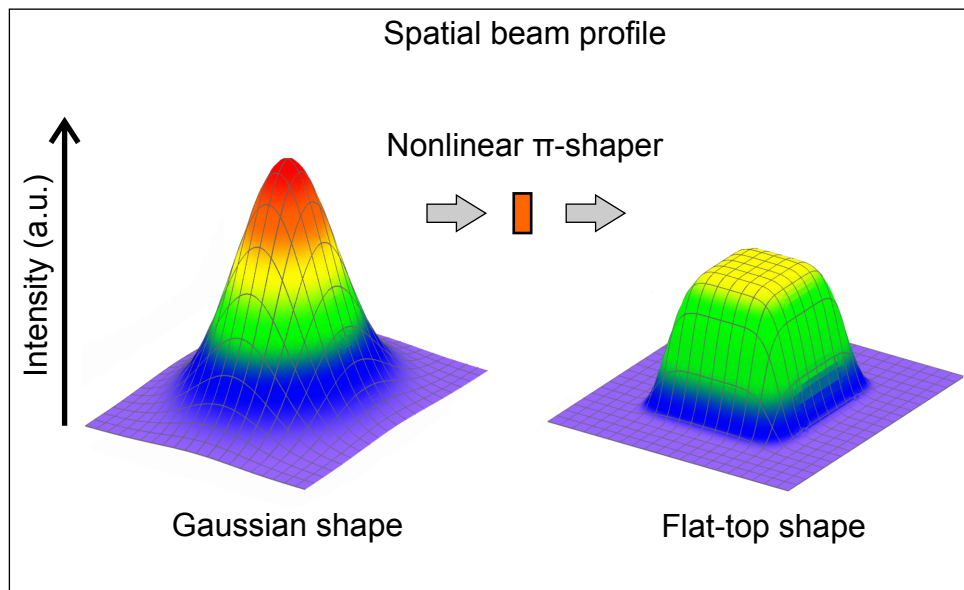 Spatial beam profile
Nonlinear π-shaper
Intensity (a.u.)
Gaussian shape
Flat-top shape